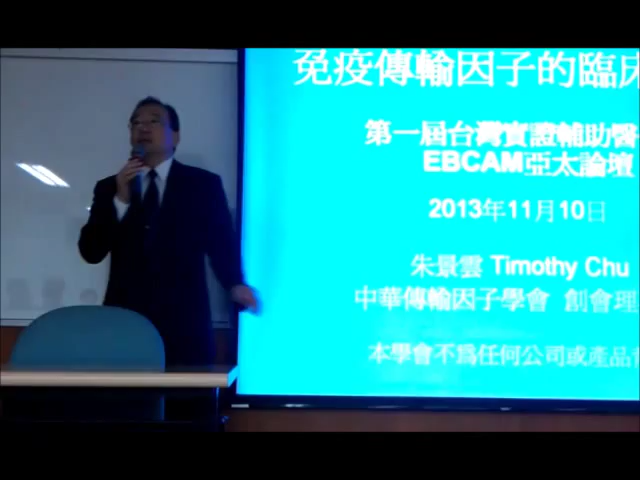 免疫傳輸因子的臨床
第一屆台灣實證輔助醫
EBCAM亞太論壇
2013年11月10日
朱景雲 Timothy Chu
中華傳輸因子學會 創會理
本學會不為任何公司或產品